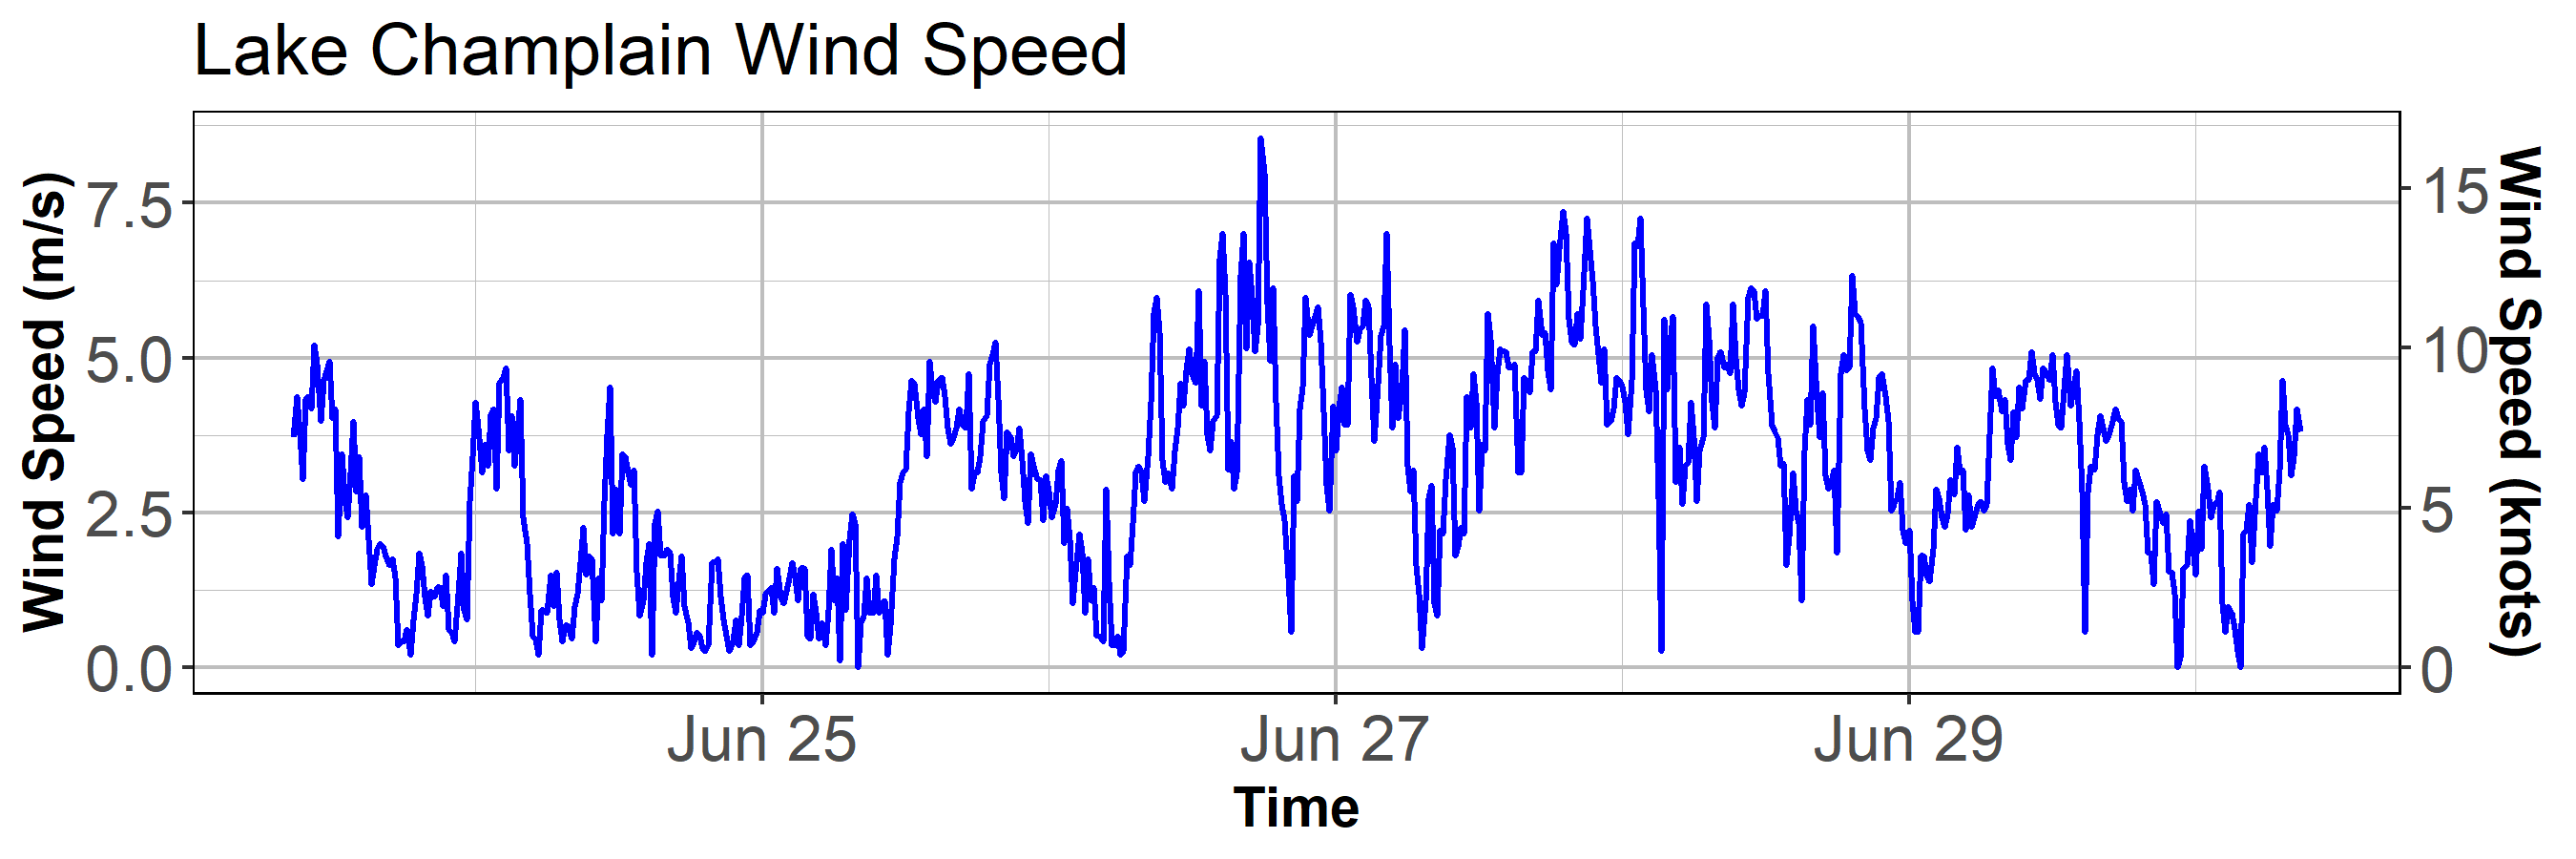 Lake Champlain Wind Speed
Wind Speed (m/s)
7.5
5.0
2.5
0.0
15
10
5
0
Wind Speed (knots)
Jun 25
Jun 27
Jun 29
Time